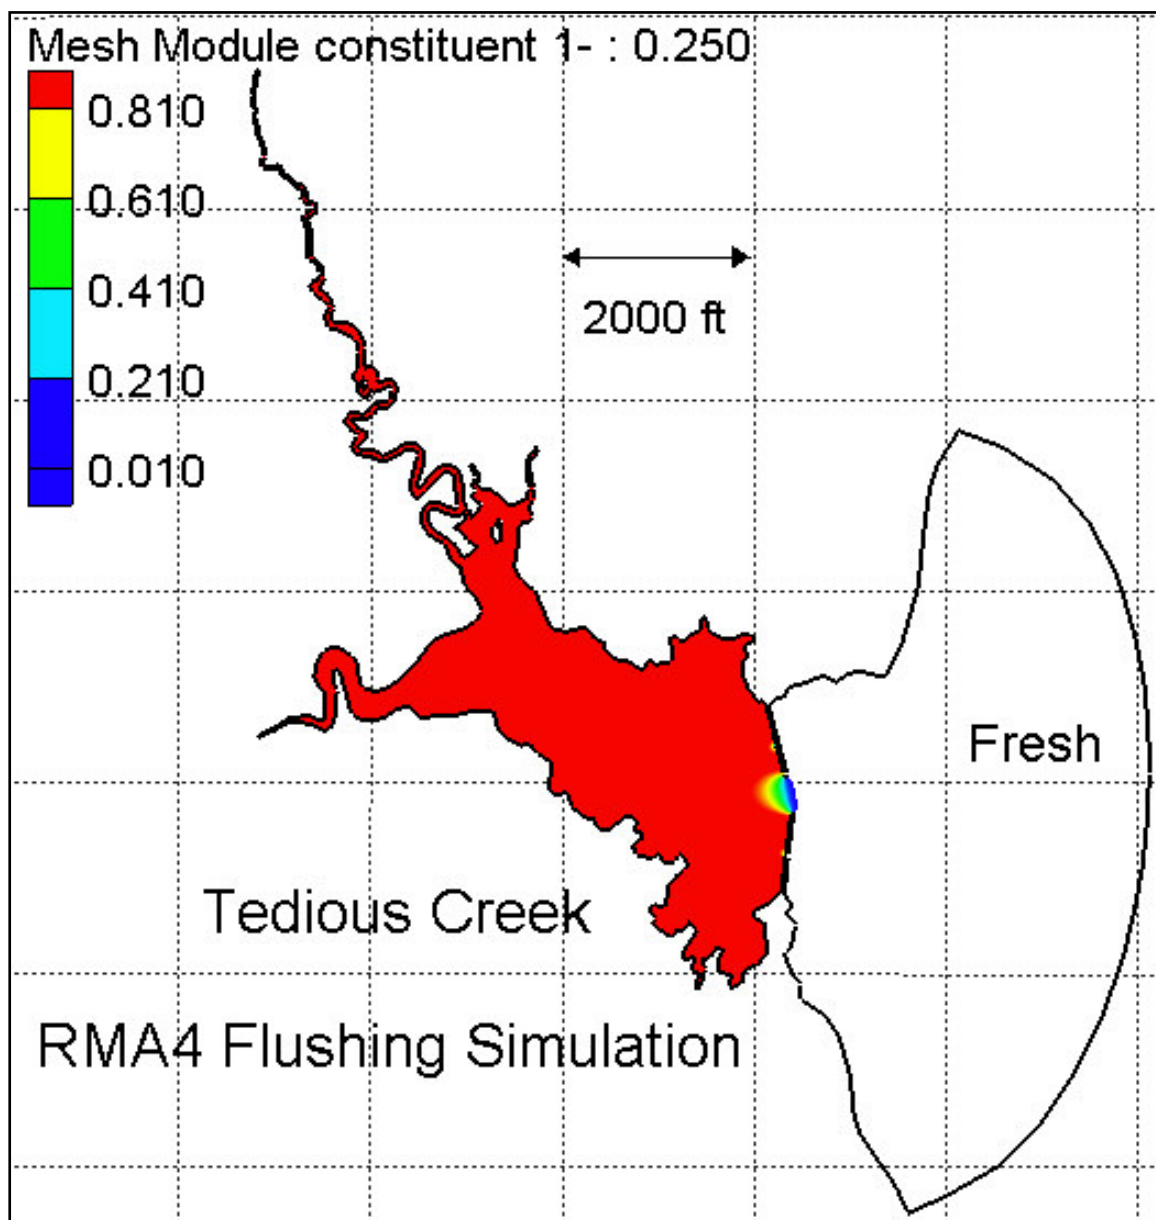 Mesh Module constituent 1- : 0.250
0.810
0.610
0.410
0.210
0.010
2000 ft
Fresh
Tedious Creek
RMA4 Flushing Simulation